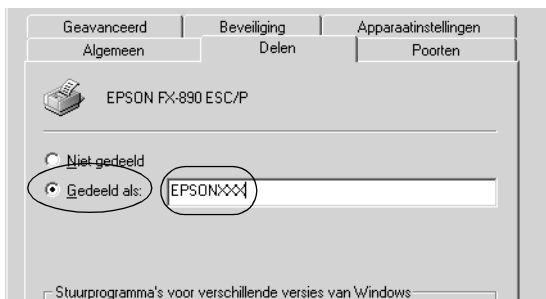 Geavanceerd Beveiliging Apparaatinstellingen
Algemeen Delen Poorten
EPSON FX-890 ESC/P
Niet gedeeld
Gedeeld als: EPSONXXX
Stuurprogramma's voor verschillende versies van Windows